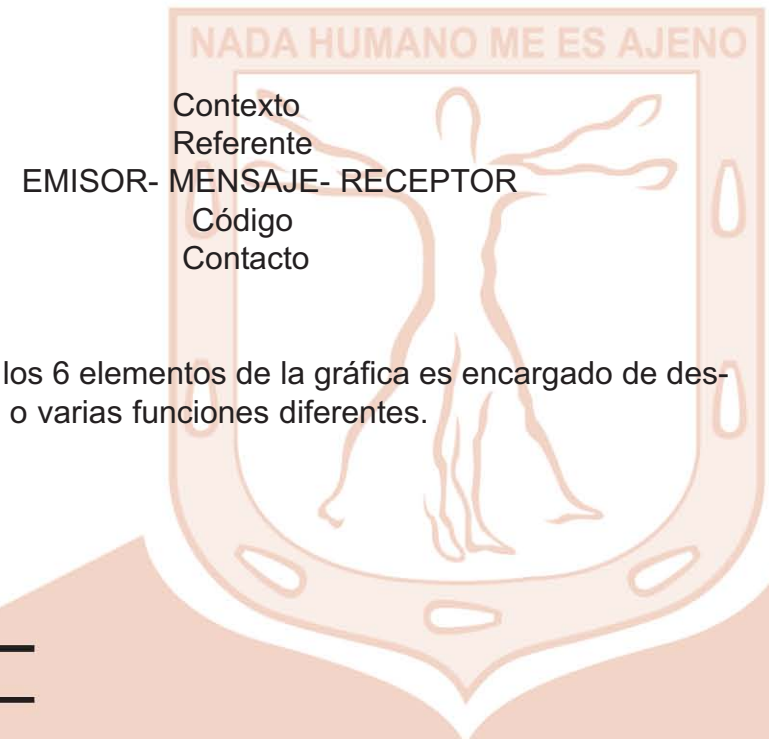 NADA HUMANO ME ES AJENO
Contexto
Referente
EMISOR- MENSAJE- RECEPTOR
Código
Contacto
los 6 elementos de la gráfica es encargado de des-
o varias funciones diferentes.